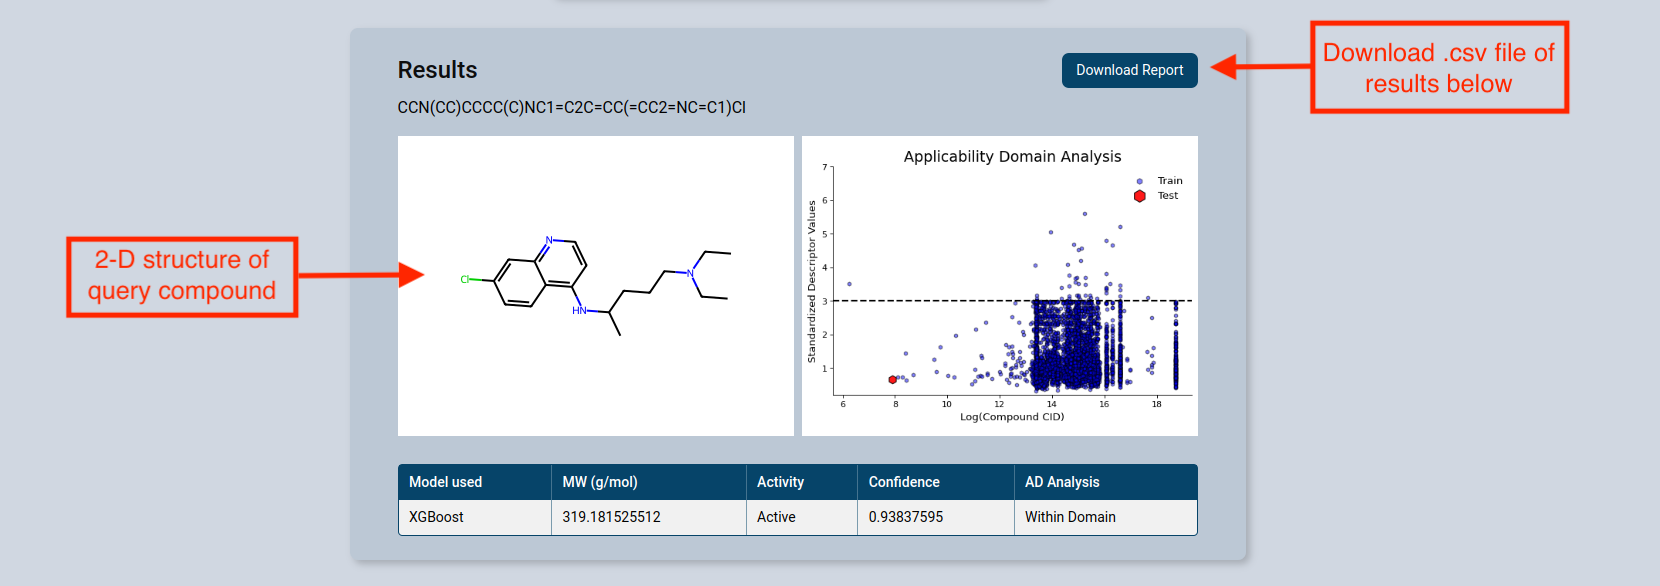 Results
Download Report
Download .csv file of
results below
CCN(CC)CCCC(C)NC1=C2C=CC(=CC2=NC=C1)Cl
2-D structure of
query compound
N
Cl
N
HN
Applicability Domain Analysis
Train
Test
Standardized Descriptor Values
7
6
5
4
3
2
1
6 8 10 12 14 16 18
Log(Compound CID)
Model used MW (g/mol) Activity Confidence AD Analysis
XGBoost 319.181525512 Active 0.93837595 Within Domain